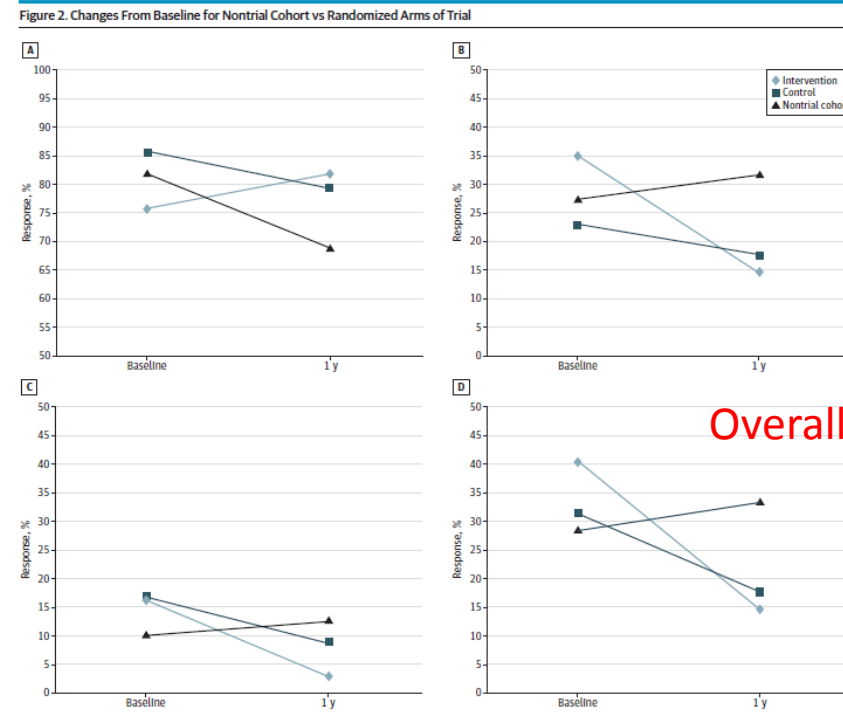 Figure 2. Changes From Baseline for Nontrial Cohort vs Randomized Arms of Trial
A
100
95
90
85
80
75
70
65
60
55
50
Response, %
Baseline
1 y
B
50
45
40
35
30
25
20
15
10
5
0
Response, %
Intervention
Control
Nontrial cohor
Baseline
1 y
C
50
45
40
35
30
25
20
15
10
5
0
Response, %
Baseline
1 y
D
Overall
50
45
40
35
30
25
20
15
10
5
0
Response, %
Baseline
1 y